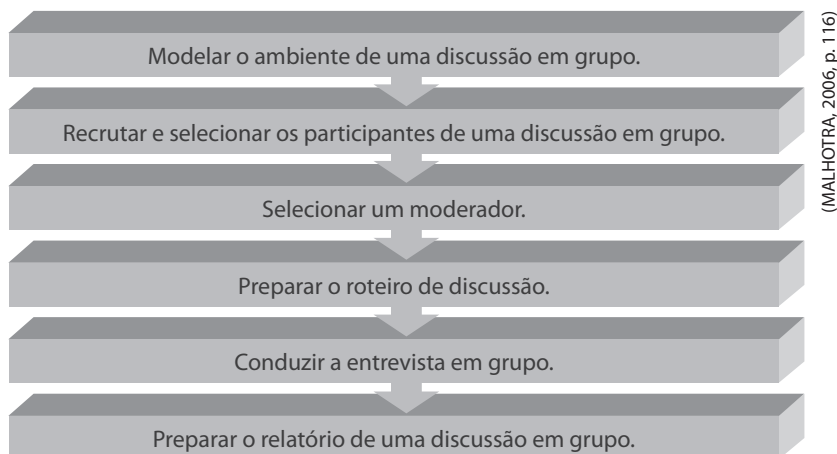 Modelar o ambiente de uma discussão em grupo.
Recrutar e selecionar os participantes de uma discussão em grupo.
Selecionar um moderador.
Preparar o roteiro de discussão.
Conduzir a entrevista em grupo.
Preparar o relatório de uma discussão em grupo.
(MALHOTRA, 2006, p. 116)